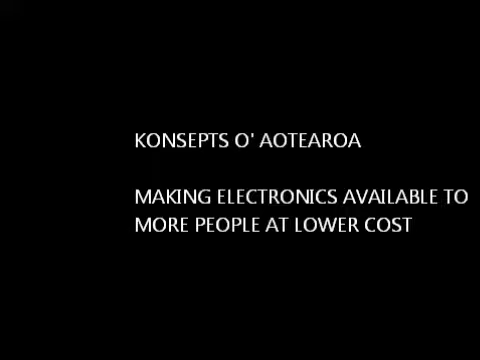 KONSEPTS O' AOTEAROA
MAKING ELECTRONICS AVAILABLE TO
MORE PEOPLE AT LOWER COST